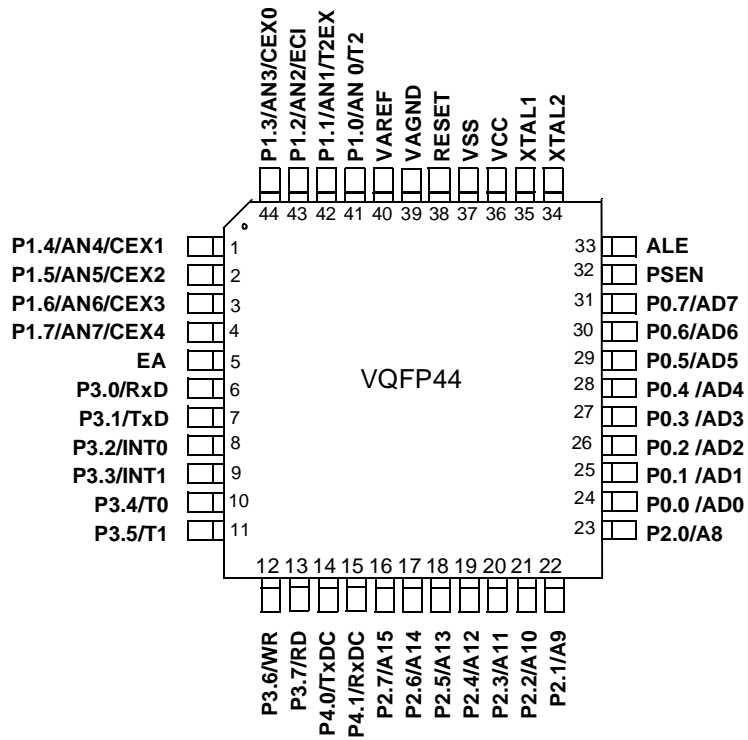 P1.3/AN3/CEX0
P1.2/AN2/ECI
P1.1/AN1/T2EX
P1.0/AN 0/T2
VAREF
VAGND
RESET
VSS
VCC
XTAL1
XTAL2
44 43 42 41 40 39 38 37 36 35 34
P1.4/AN4/CEX1 1
P1.5/AN5/CEX2 2
P1.6/AN6/CEX3 3
P1.7/AN7/CEX4 4
EA 5
P3.0/RxD 6
P3.1/TxD 7
P3.2/INT0 8
P3.3/INT1 9
P3.4/T0 10
P3.5/T1 11
VQFP44
33 ALE
32 PSEN
31 P0.7/AD7
30 P0.6/AD6
29 P0.5/AD5
28 P0.4 /AD4
27 P0.3 /AD3
26 P0.2 /AD2
25 P0.1 /AD1
24 P0.0 /AD0
23 P2.0/A8
12 13 14 15 16 17 18 19 20 21 22
P3.6/WR
P3.7/RD
P4.0/TxDC
P4.1/RxDC
P2.7/A15
P2.6/A14
P2.5/A13
P2.4/A12
P2.3/A11
P2.2/A10
P2.1/A9